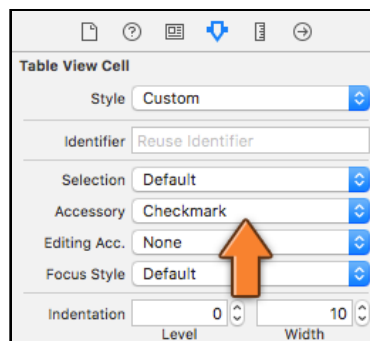 Table View Cell
Style Custom
Identifier Reuse Identifier
Selection Default
Accessory Checkmark
Editing Acc. None
Focus Style Default
Indentation 0 10
Level Width